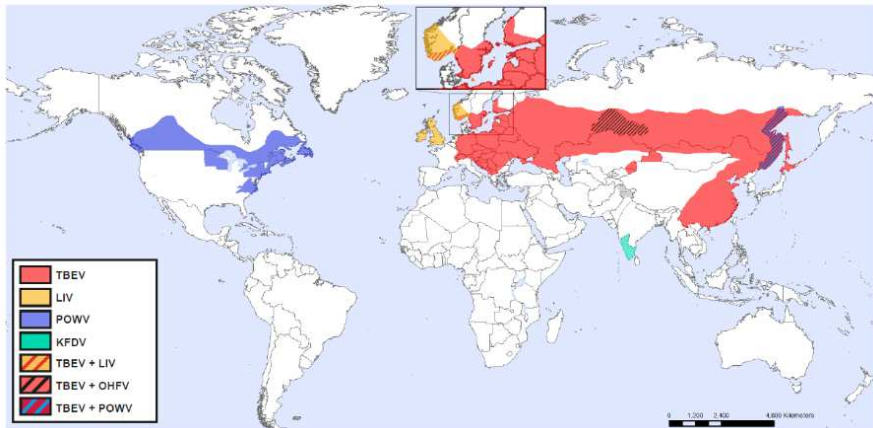 TBEV
LIV
POWV
KFDV
TBEV + LIV
TBEV + OHFV
TBEV + POWV
0 1,200 2,400 4,800 Kilometers